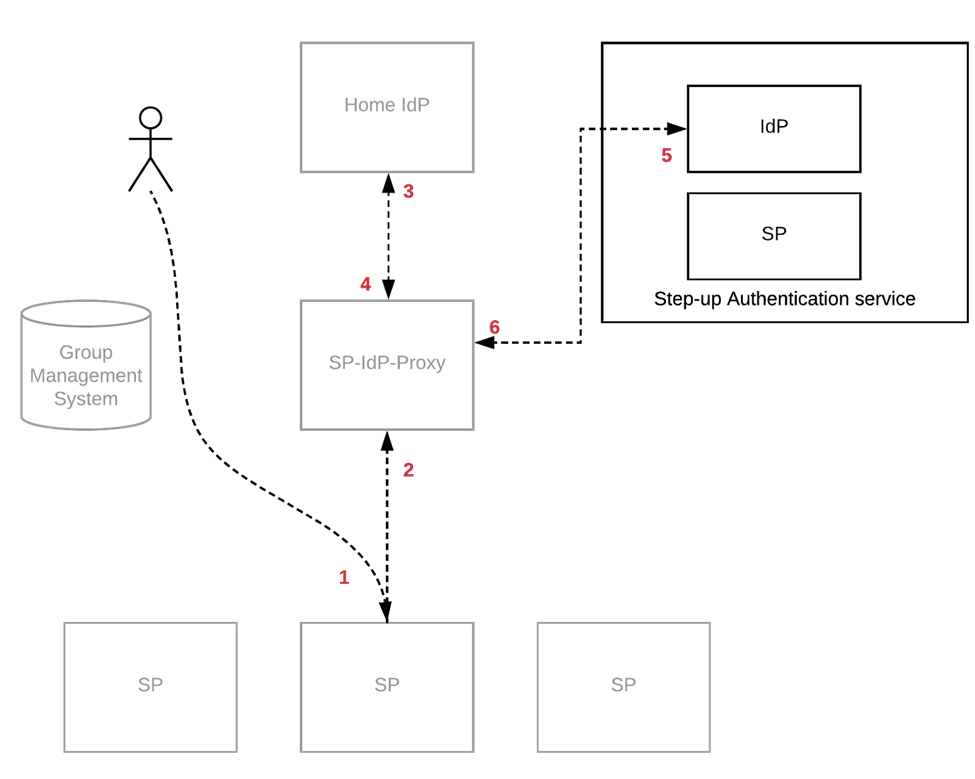 Home IdP
IdP
5
3
SP
4
Step-up Authentication service
6
Group
Management
System
SP-IdP-Proxy
2
1
SP
SP
SP